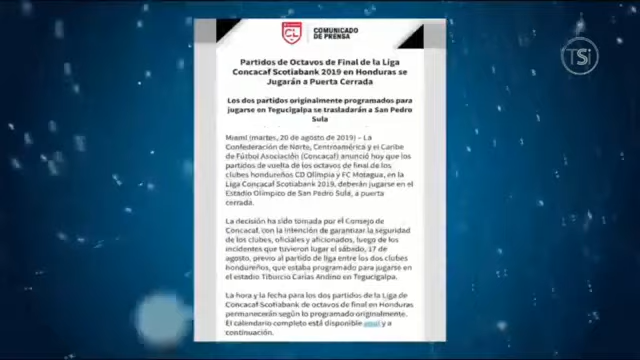 CL
COMUNICADO
DE PRENSA
TSi
Partidos de Octavos de Final de la Liga
Concacaf Scotiabank 2019 en Honduras se
Jugarán a Puerta Cerrada
Los dos partidos originalmente programados para
jugarse en Tegucigalpa se trasladarán a San Pedro
Sula
Miami (martes, 20 de agosto de 2019) – La
Confederación de Norte, Centroamérica y el Caribe
de Fútbol Asociación (Concacaf) anunció hoy que los
partidos de vuelta de los octavos de final de los
clubes hondureños CD Olimpia y FC Motagua, en la
Liga Concacaf Scotiabank 2019, deberán jugarse en el
Estadio Olímpico de San Pedro Sula, a puerta
cerrada.
La decisión ha sido tomada por el Consejo de
Concacaf, con la intención de garantizar la seguridad
de los clubes, oficiales y aficionados, luego de los
incidentes que tuvieron lugar el sábado, 17 de
agosto, previo al partido de liga entre los dos clubes
hondureños, que estaba programado para jugarse en
el estadio Tiburcio Carías Andino en Tegucigalpa.
La hora y la fecha para los dos partidos de la Liga de
Concacaf Scotiabank de octavos de final en Honduras
permanecerán según lo programado originalmente.
El calendario completo está disponible aquí y a
continuación.